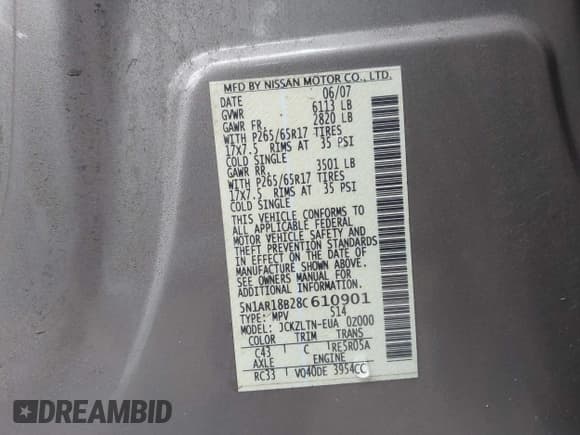 MFD BY NISSAN MOTOR CO., LTD.
DATE 06/07
GVWR 6113 LB
GAWR FR. 2820 LB
WITH P265/65R17 TIRES
17X7.5 RIMS AT 35 PSI
COLD SINGLE
GAWR RR. 3501 LB
WITH P265/65R17 TIRES
17X7.5 RIMS AT 35 PSI
COLD SINGLE
THIS VEHICLE CONFORMS TO
ALL APPLICABLE FEDERAL
MOTOR VEHICLE SAFETY AND
THEFT PREVENTION STANDARDS
IN EFFECT ON THE DATE OF
MANUFACTURE SHOWN ABOVE.
SEE OWNERS MANUAL FOR
ADDITIONAL INFO.
5N1AR18B28C610901
TYPE: MPV S14
MODEL: JCKZLTN-EUA 0Z000
COLOR TRIM TRANS
C43 C RE5R05A
AXLE ENGINE
RC33 VQ40DE 3954CC
DREAMBID